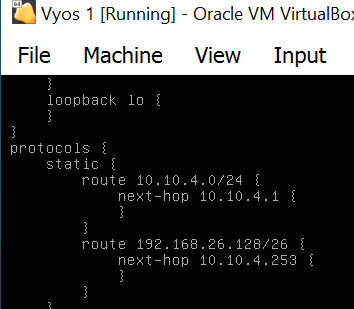 64
Vyos 1 [Running] - Oracle VM VirtualBox
File Machine View Input
}
loopback lo {
}
}
protocols {
static {
route 10.10.4.0/24 {
next-hop 10.10.4.1 {
}
}
route 192.168.26.128/26 {
next-hop 10.10.4.253 {
}
}
}